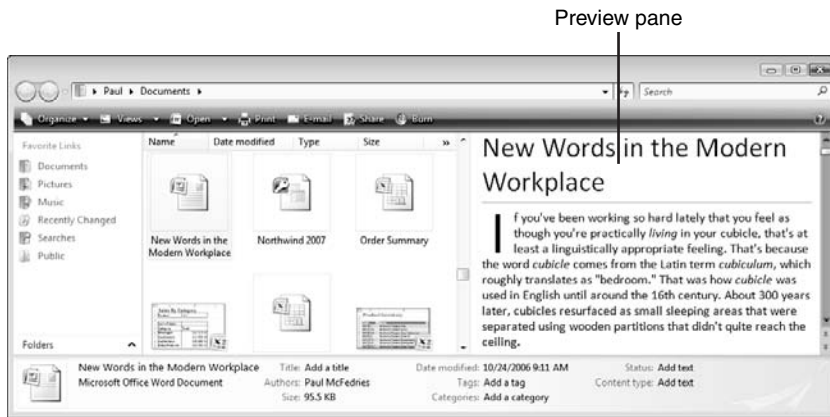 Preview pane
Paul ▸ Documents ▸
Search
Organize Views Open Print E-mail Share Burn
Favorite Links
Documents
Pictures
Music
Recently Changed
Searches
Public
Folders
Name Date modified Type Size »
New Words in the
Modern Workplace
Northwind 2007
Order Summary
New Words in the Modern
Workplace
If you've been working so hard lately that you feel as
though you're practically living in your cubicle, that's at
least a linguistically appropriate feeling. That's because
the word cubicle comes from the Latin term cubiculum, which
roughly translates as "bedroom." That was how cubicle was
used in English until around the 16th century. About 300 years
later, cubicles resurfaced as small sleeping areas that were
separated using wooden partitions that didn't quite reach the
ceiling.
New Words in the Modern Workplace
Microsoft Office Word Document
Title: Add a title
Authors: Paul McFedries
Size: 95.5 KB
Date modified: 10/24/2006 9:11 AM
Tags: Add a tag
Categories: Add a category
Status: Add text
Content type: Add text